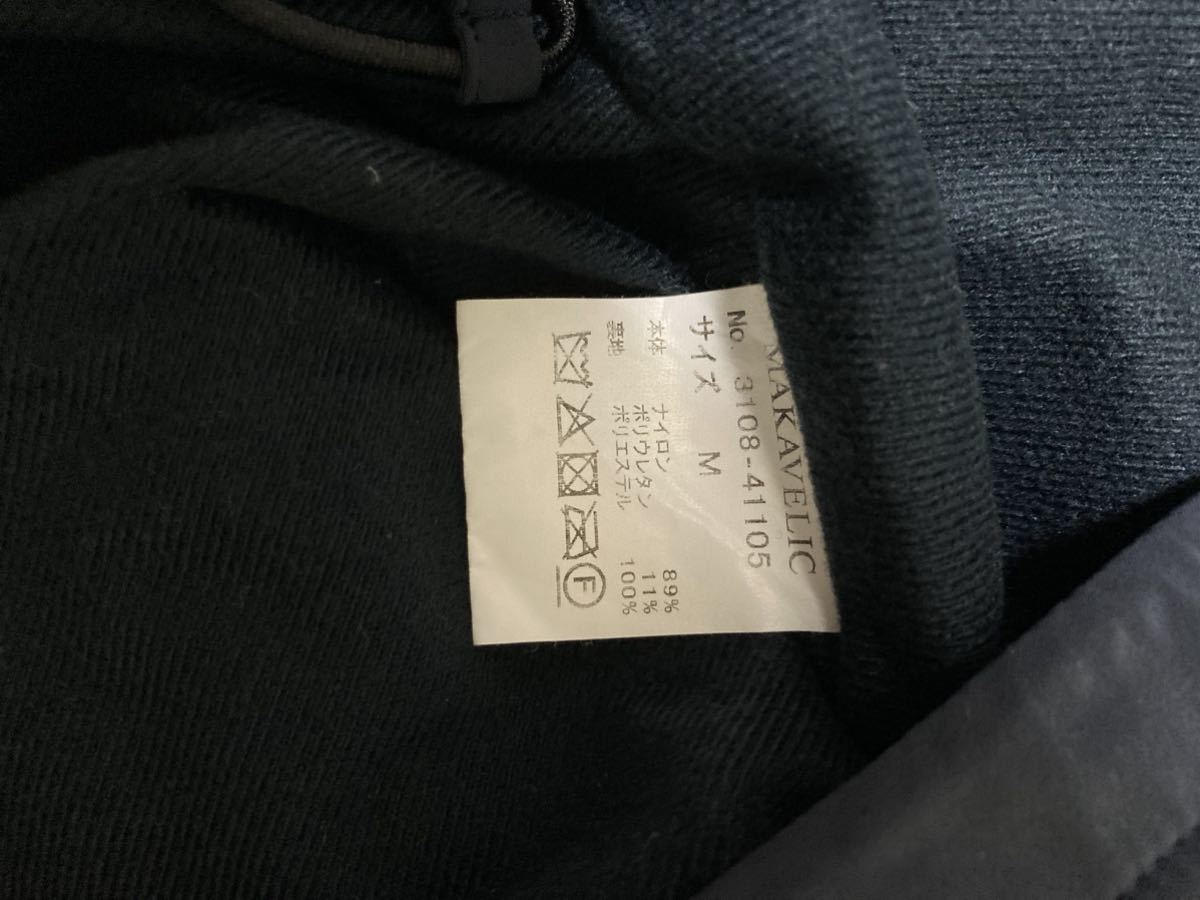 MAKAVELIC
No. 3108-41105
サイズ M
本体 ナイロン 89%
ポリウレタン 11%
裏地 ポリエステル 100%
F